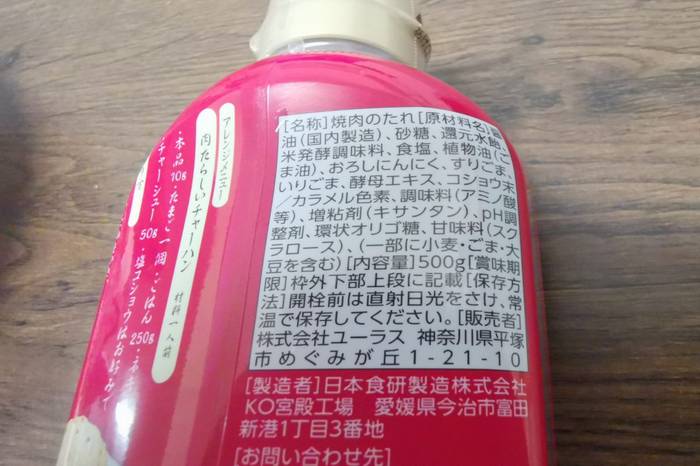 [名称]焼肉のたれ[原材料名]醤
油(国内製造)、砂糖、還元水飴、
米発酵調味料、食塩、植物油(ご
ま油)、おろしにんにく、すりごま、
いりごま、酵母エキス、コショウ末
／カラメル色素、調味料(アミノ酸
等)、増粘剤(キサンタン)、pH調
整剤、環状オリゴ糖、甘味料(スク
ラロース)、(一部に小麦・ごま・大
豆を含む)[内容量]500g[賞味期
限]枠外下部上段に記載[保存方
法]開栓前は直射日光をさけ、常
温で保存してください。[販売者]
株式会社ユーラス 神奈川県平塚
市めぐみが丘1-21-10
[製造者]日本食研製造株式会社
KO宮殿工場 愛媛県今治市富田
新港1丁目3番地
[お問い合わせ先]
アレンジメニュー
肉たらしいチャーハン 材料一人前
・本品10g・たまご一個・ごはん250g・ネギ
チャーシュー50g・塩コショウはお好みで